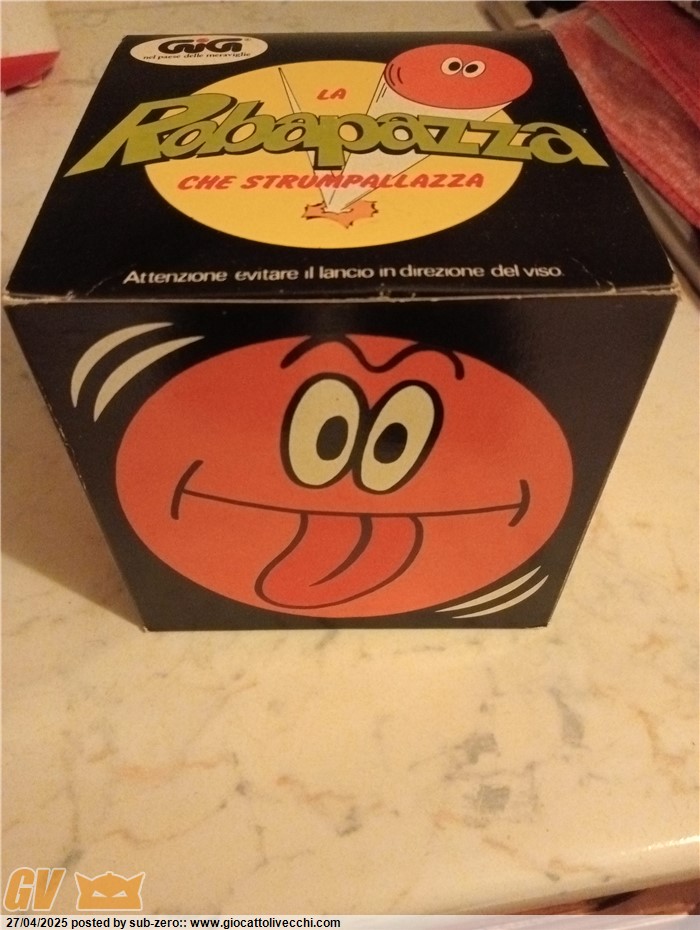 GiG
nel paese delle meraviglie
LA
Robapazza
CHE STRUMPALLAZZA
Attenzione evitare il lancio in direzione del viso.
GV
27/04/2025 posted by sub-zero:: www.giocattolivecchi.com